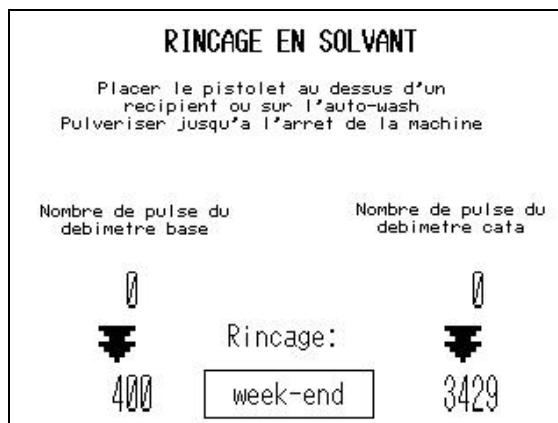 RINCAGE EN SOLVANT
Placer le pistolet au dessus d'un
recipient ou sur l'auto-wash
Pulveriser jusqu'a l'arret de la machine
Nombre de pulse du
debimetre base
Nombre de pulse du
debimetre cata
0
0
Rincage:
400
week-end
3429